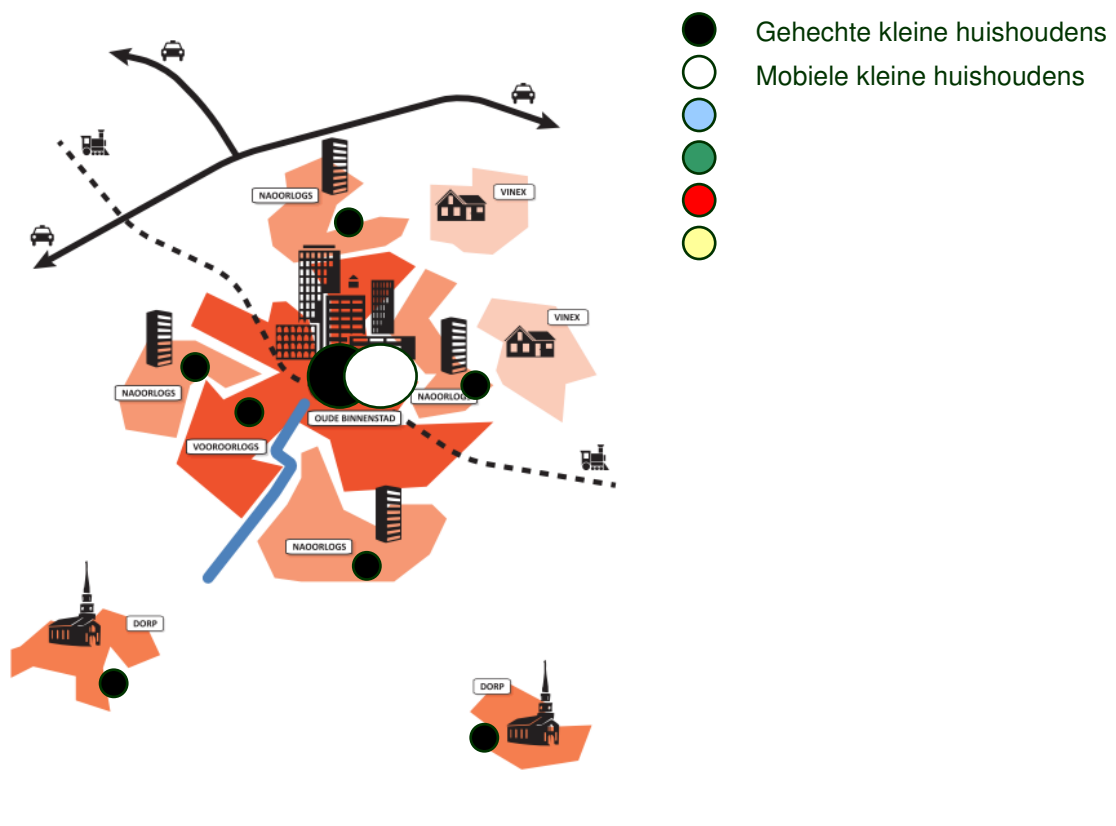 Gehechte kleine huishoudens
Mobiele kleine huishoudens
NAOORLOGS
VINEX
VINEX
NAOORLOGS
NAOORLOGS
OUDE BINNENSTAD
VOOROORLOGS
NAOORLOGS
DORP
DORP